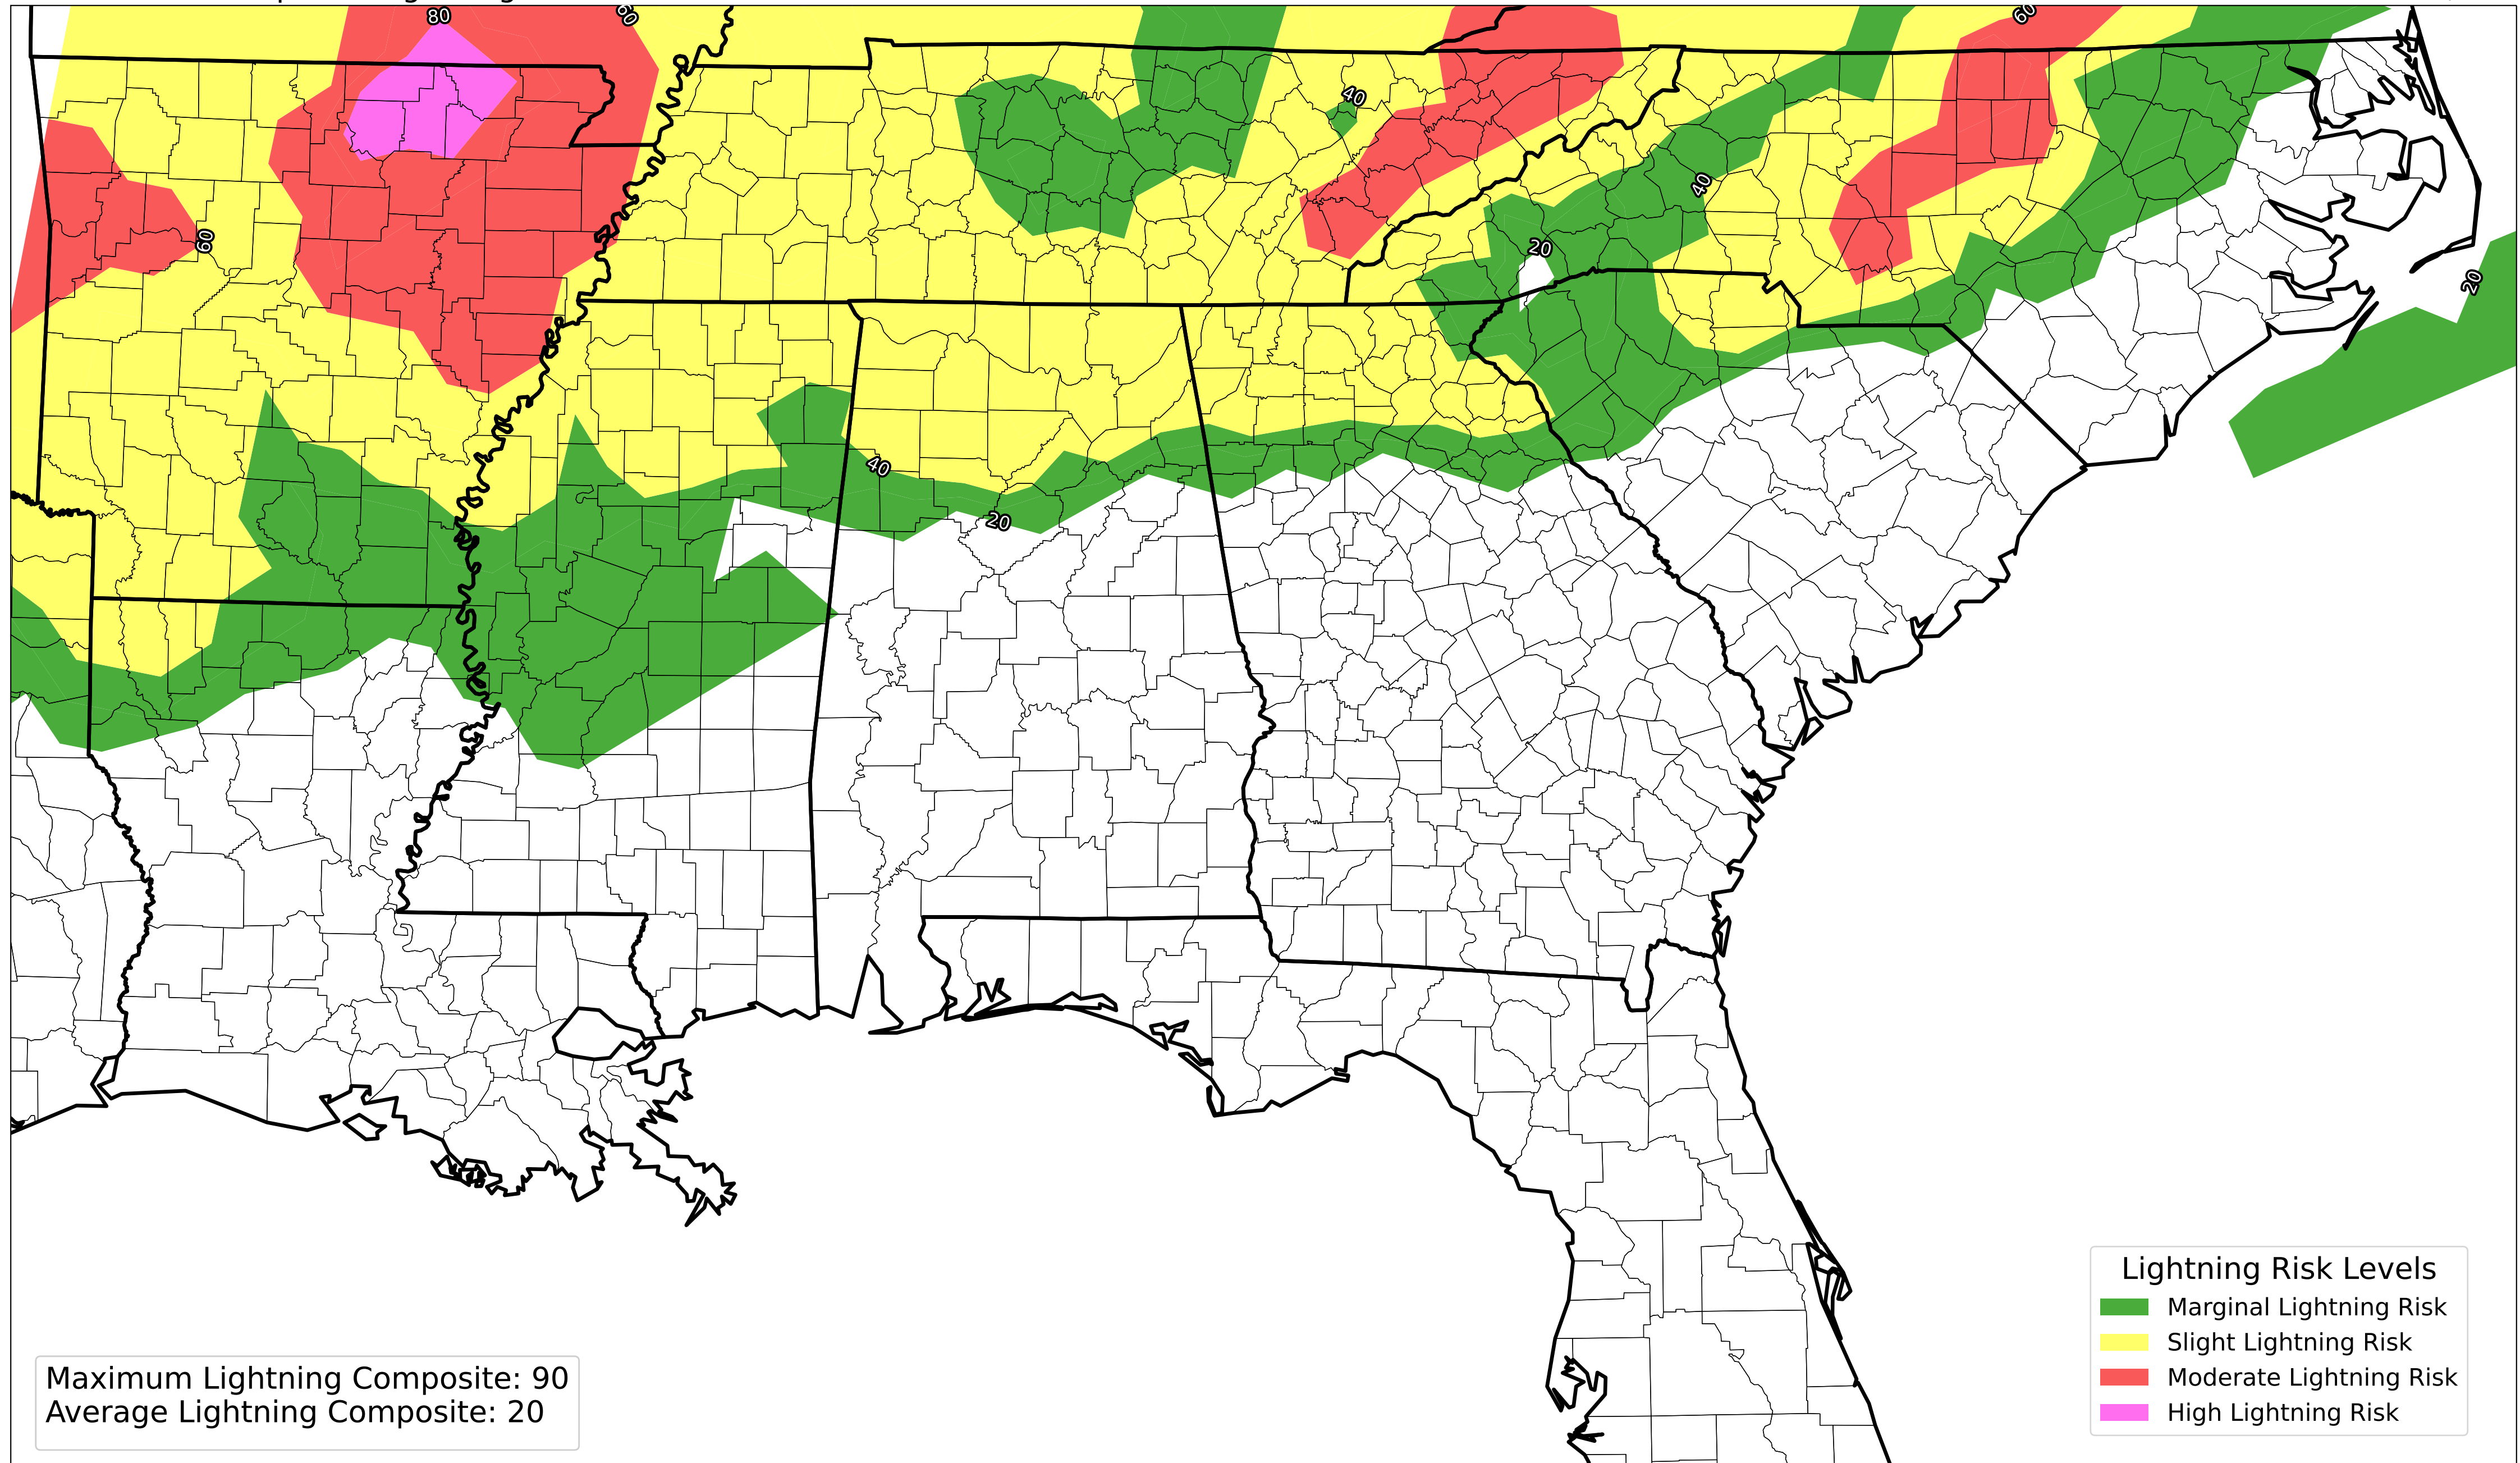 80
60
60
40
60
40
20
20
40
20
Lightning Risk Levels
Marginal Lightning Risk
Slight Lightning Risk
Moderate Lightning Risk
High Lightning Risk
Maximum Lightning Composite: 90
Average Lightning Composite: 20